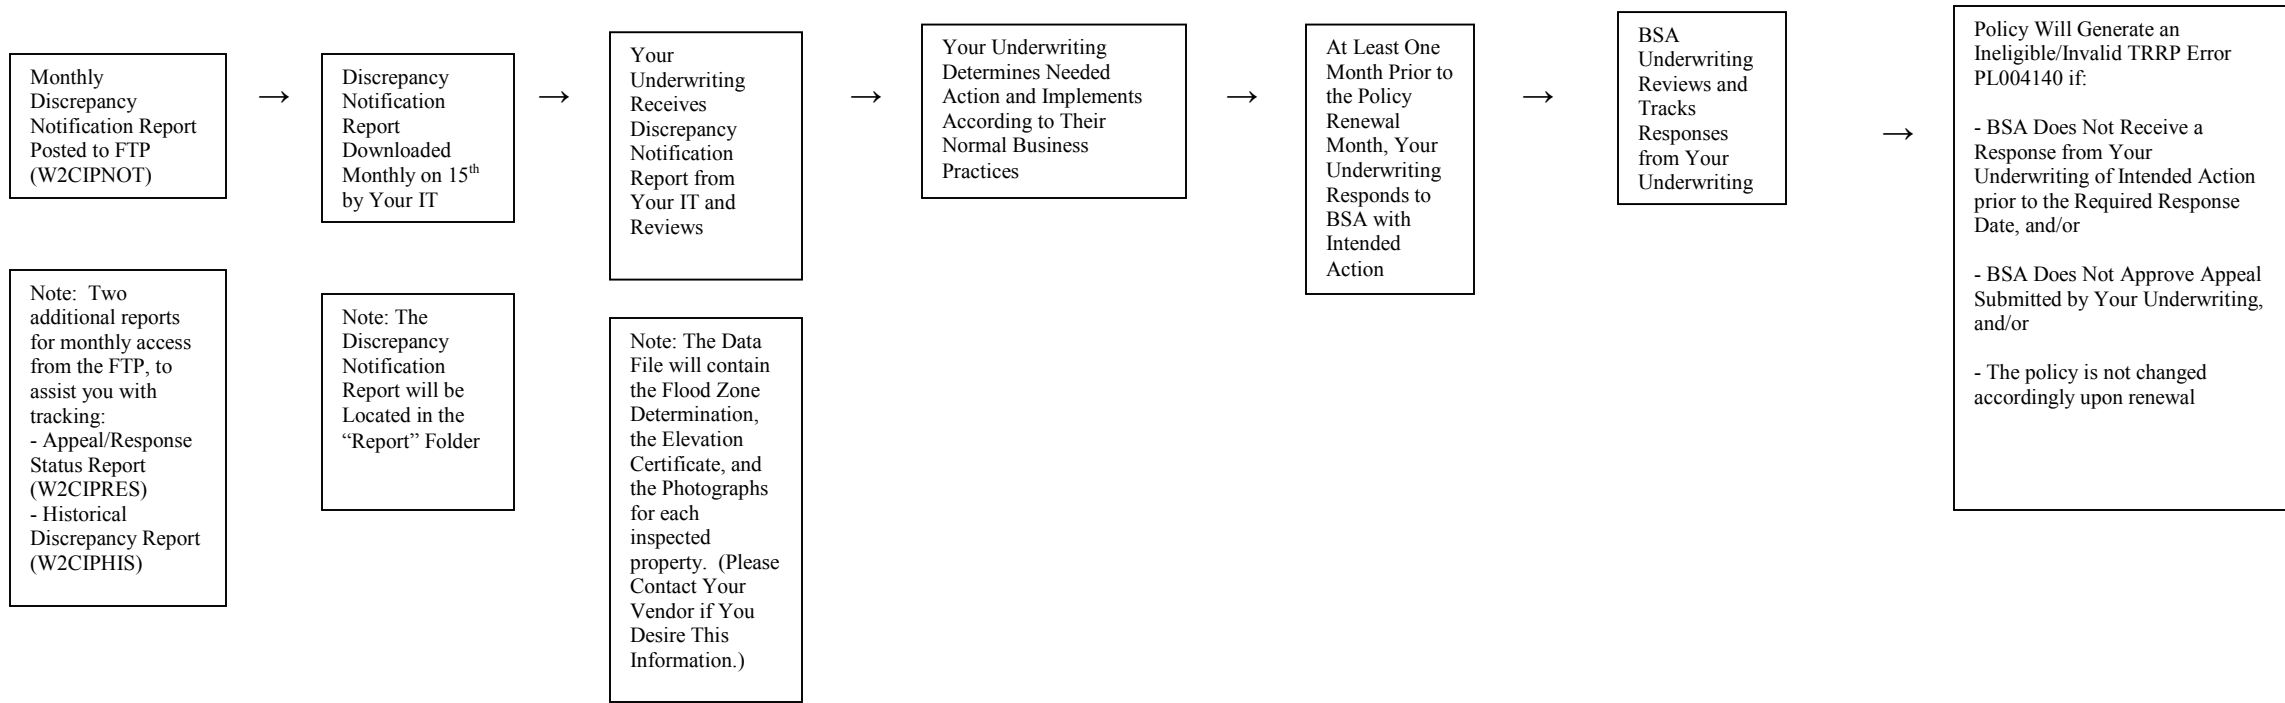 Monthly
Discrepancy
Notification Report
Posted to FTP
(W2CIPNOT)
→
Discrepancy
Notification
Report
Downloaded
Monthly on 15th
by Your IT
→
Your
Underwriting
Receives
Discrepancy
Notification
Report from
Your IT and
Reviews
→
Your Underwriting
Determines Needed
Action and Implements
According to Their
Normal Business
Practices
→
At Least One
Month Prior to
the Policy
Renewal
Month, Your
Underwriting
Responds to
BSA with
Intended
Action
→
BSA
Underwriting
Reviews and
Tracks
Responses
from Your
Underwriting
→
Policy Will Generate an
Ineligible/Invalid TRRP Error
PL004140 if:
- BSA Does Not Receive a
Response from Your
Underwriting of Intended Action
prior to the Required Response
Date, and/or
- BSA Does Not Approve Appeal
Submitted by Your Underwriting,
and/or
- The policy is not changed
accordingly upon renewal
Note: Two
additional reports
for monthly access
from the FTP, to
assist you with
tracking:
- Appeal/Response
Status Report
(W2CIPRES)
- Historical
Discrepancy Report
(W2CIPHIS)
Note: The
Discrepancy
Notification
Report will be
Located in the
“Report” Folder
Note: The Data
File will contain
the Flood Zone
Determination,
the Elevation
Certificate, and
the Photographs
for each
inspected
property. (Please
Contact Your
Vendor if You
Desire This
Information.)